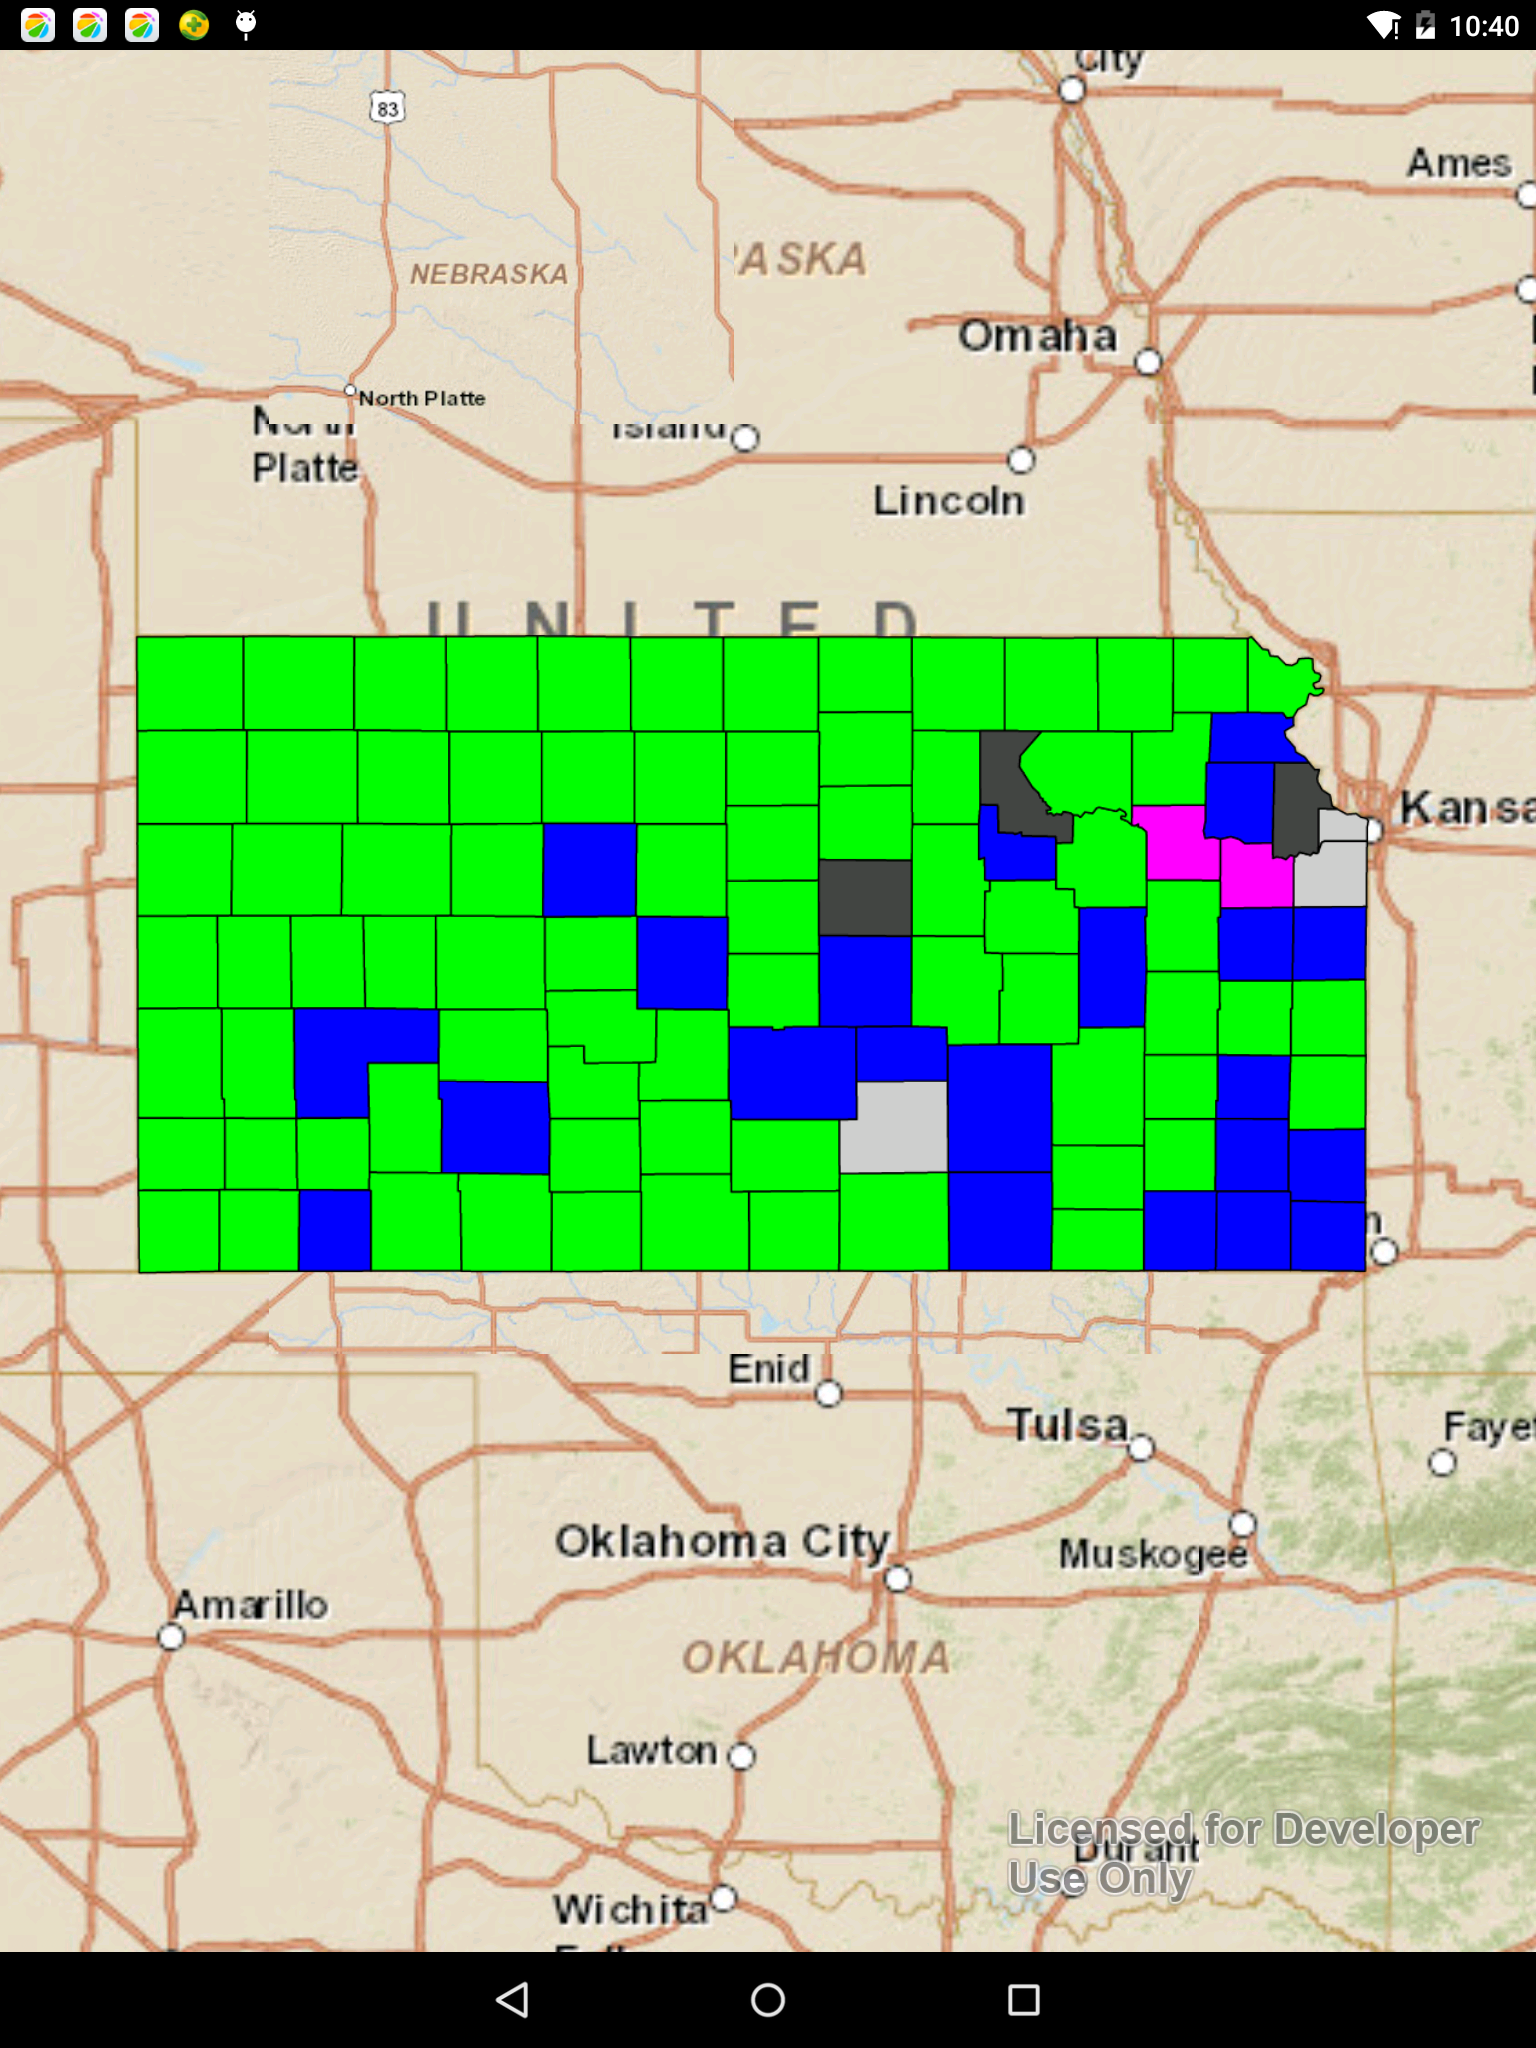 10:40
City
83
Ames
NEBRASKA
ASKA
Omaha
North Platte
North
Platte
Island
Lincoln
UNITED
Kansa
n
Enid
Tulsa
Fayet
Oklahoma City
Muskogee
Amarillo
OKLAHOMA
Lawton
Licensed for Developer
Durant
Use Only
Wichita